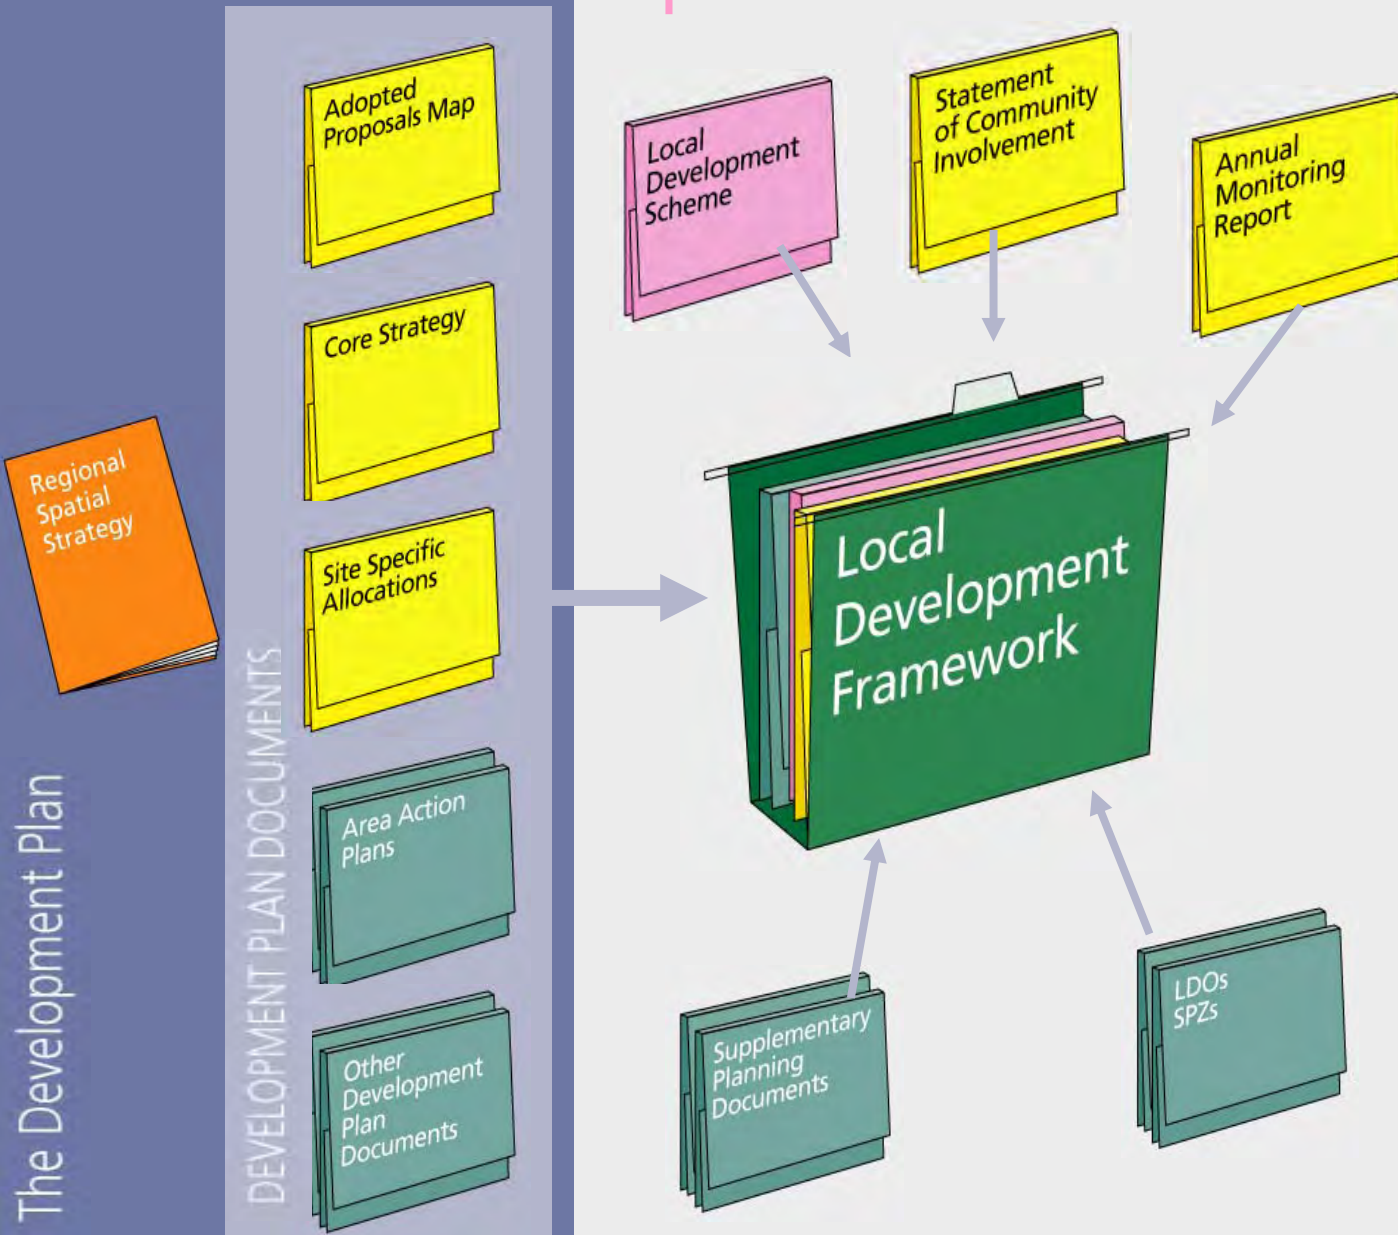 The Development Plan
Regional
Spatial
Strategy
DEVELOPMENT PLAN DOCUMENTS
Adopted
Proposals Map
Core Strategy
Site Specific
Allocations
Area Action
Plans
Other
Development
Plan
Documents
Local
Development
Scheme
Statement
of Community
Involvement
Annual
Monitoring
Report
Local
Development
Framework
Supplementary
Planning
Documents
LDOs
SPZs